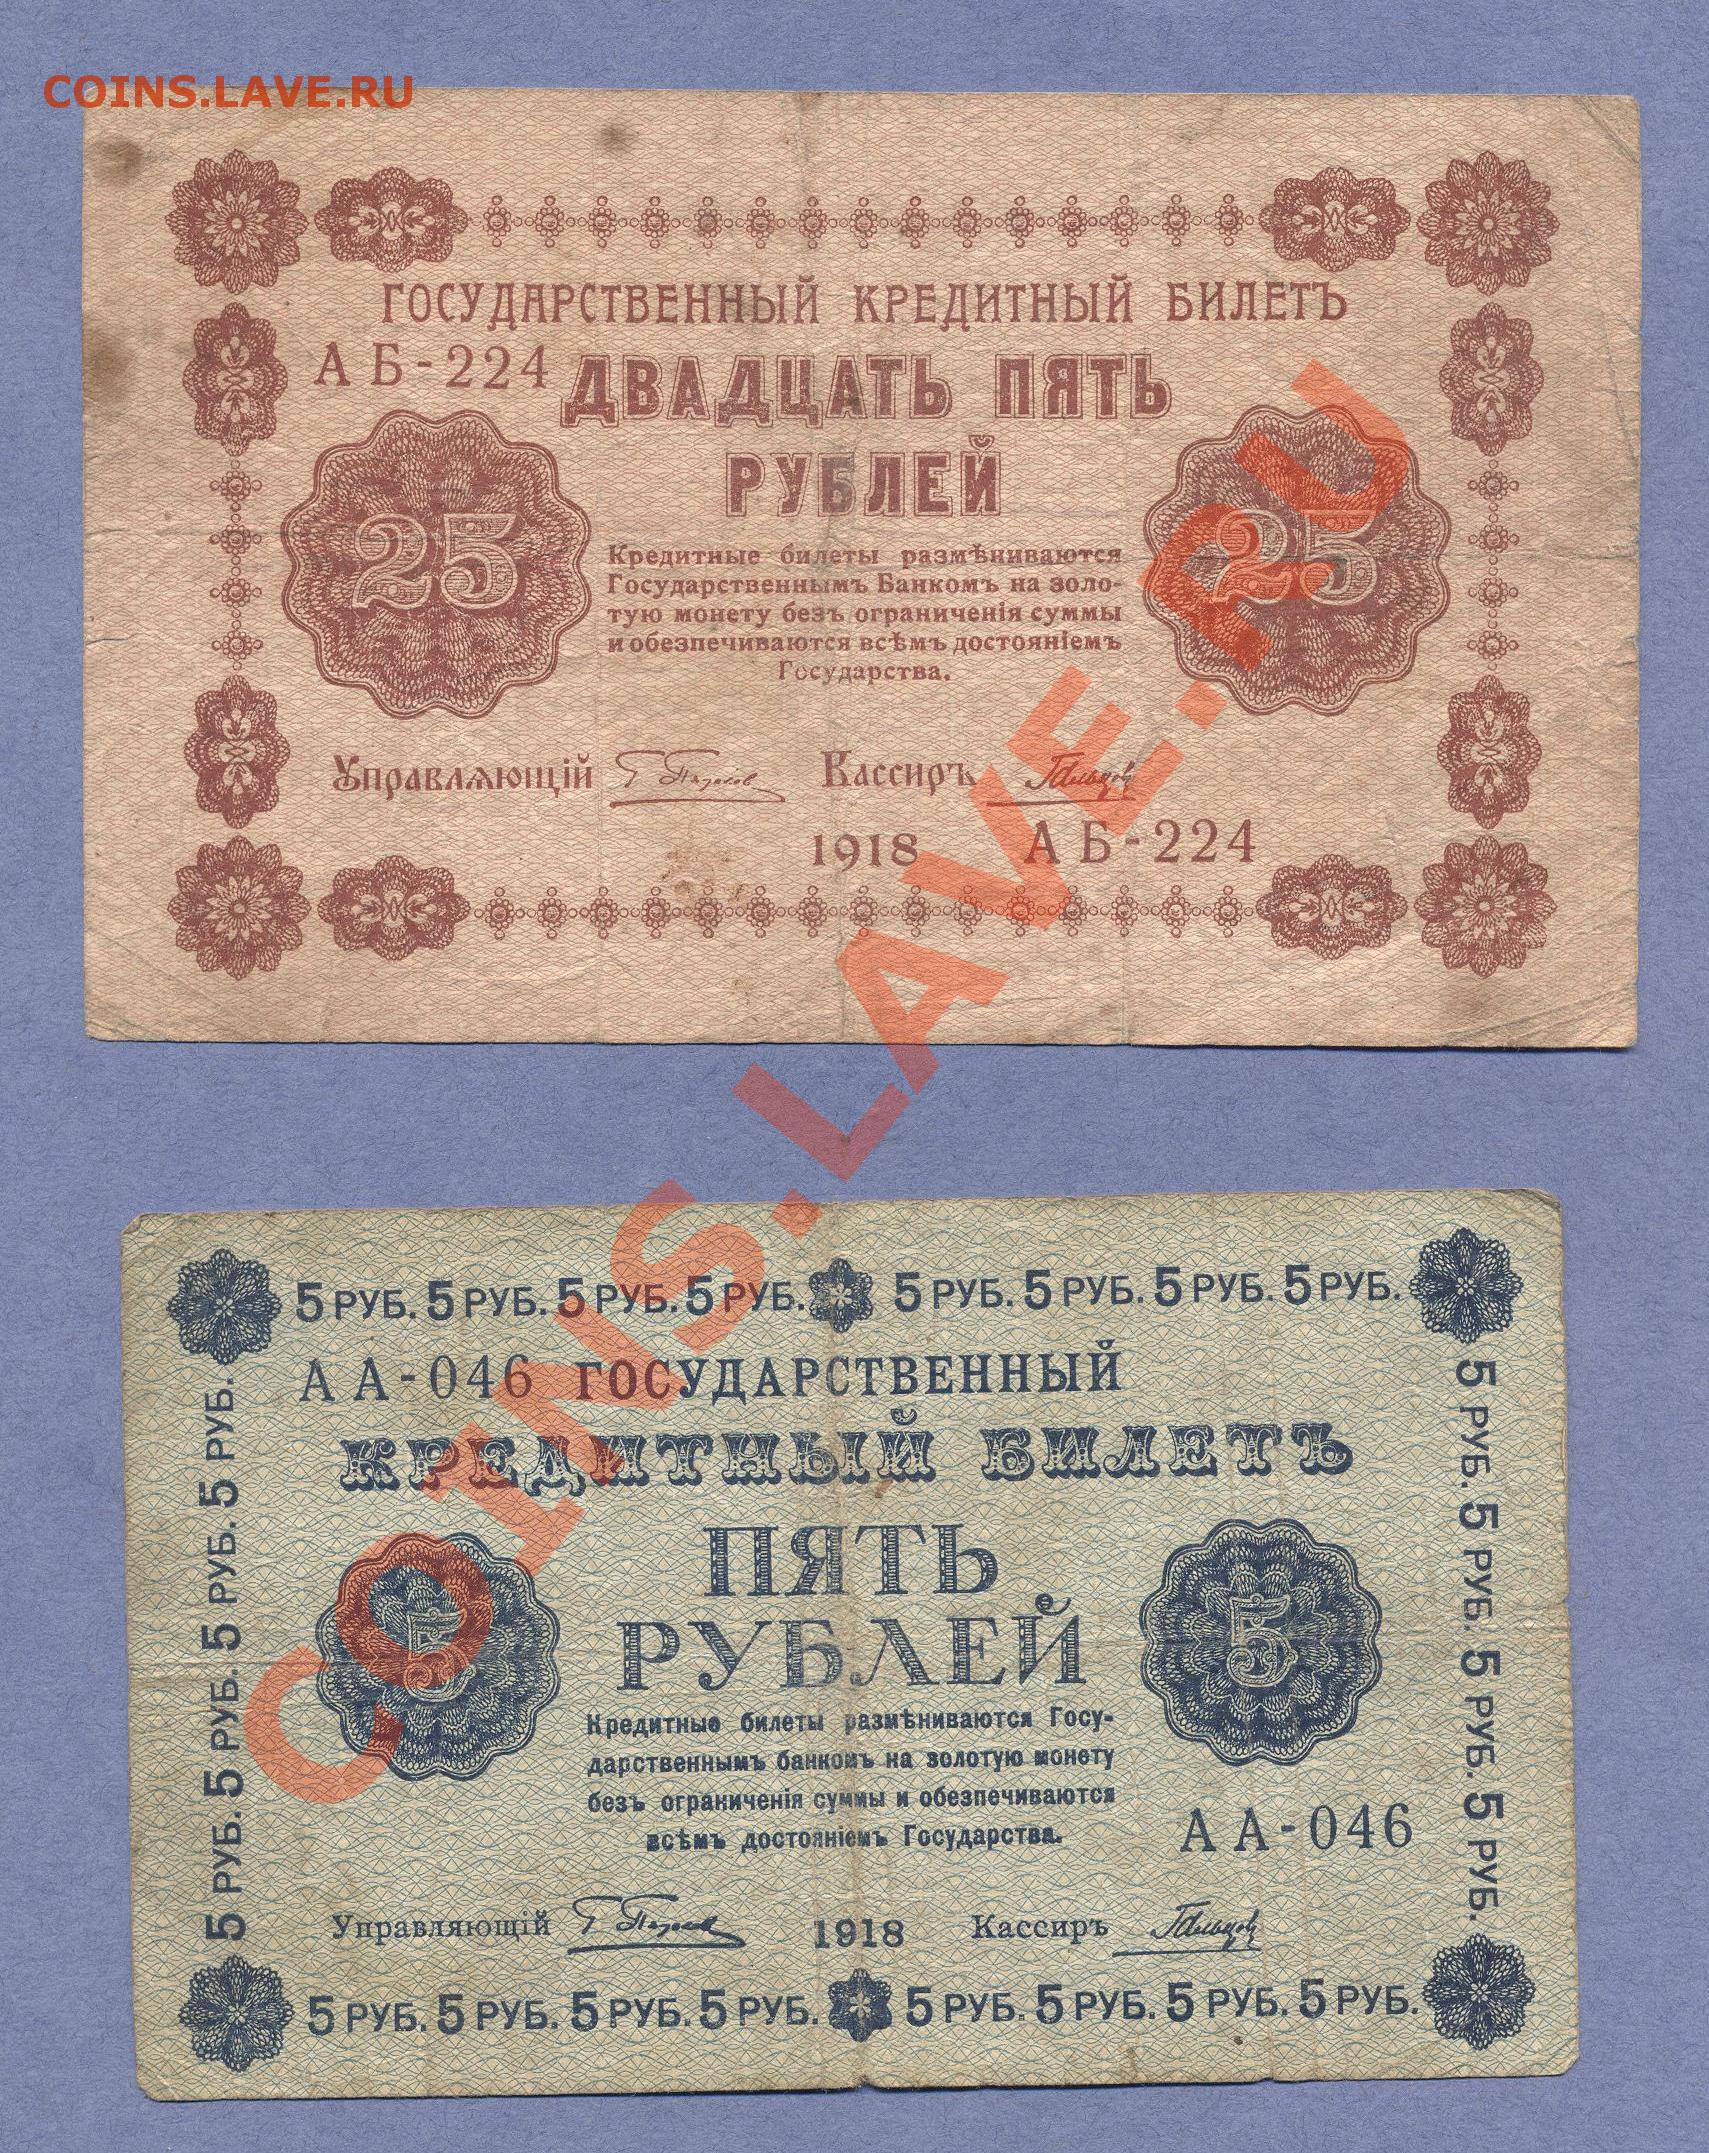 COINS.LAVE.RU
ГОСУДАРСТВЕННЫЙ КРЕДИТНЫЙ БИЛЕТЪ
АБ-224
ДВАДЦАТЬ ПЯТЬ
РУБЛЕЙ
25
25
Кредитные билеты размѣниваются
Государственнымъ Банкомъ на золо-
тую монету безъ ограниченія суммы
и обезпечиваются всѣмъ достояніемъ
Государства.
Управляющій
Кассиръ
1918 АБ-224
COINS.LAVE.RU
5 РУБ. 5 РУБ. 5 РУБ. 5 РУБ. 5 РУБ. 5 РУБ. 5 РУБ. 5 РУБ.
АА-046 ГОСУДАРСТВЕННЫЙ
КРЕДИТНЫЙ БИЛЕТЪ
5 РУБ. 5 РУБ. 5 РУБ. 5 РУБ.
5 РУБ. 5 РУБ. 5 РУБ. 5 РУБ.
ПЯТЬ
РУБЛЕЙ
5
5
Кредитные билеты размѣниваются Госу-
дарственнымъ банкомъ на золотую монету
безъ ограниченія суммы и обезпечиваются
всѣмъ достояніемъ Государства.
АА-046
Управляющій 1918 Кассиръ
5 РУБ. 5 РУБ. 5 РУБ. 5 РУБ. 5 РУБ. 5 РУБ. 5 РУБ. 5 РУБ.